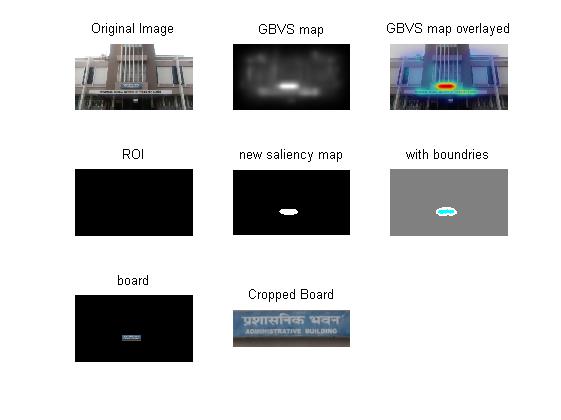 Original Image
GBVS map
GBVS map overlayed
ROI
new saliency map
with boundries
board
Cropped Board
प्रशासनिक भवन
ADMINISTRATIVE BUILDING